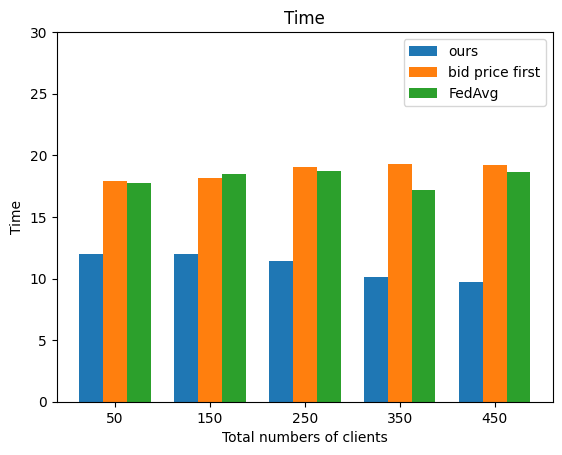 Time
30
25
20
15
10
5
0
Time
ours
bid price first
FedAvg
50 150 250 350 450
Total numbers of clients